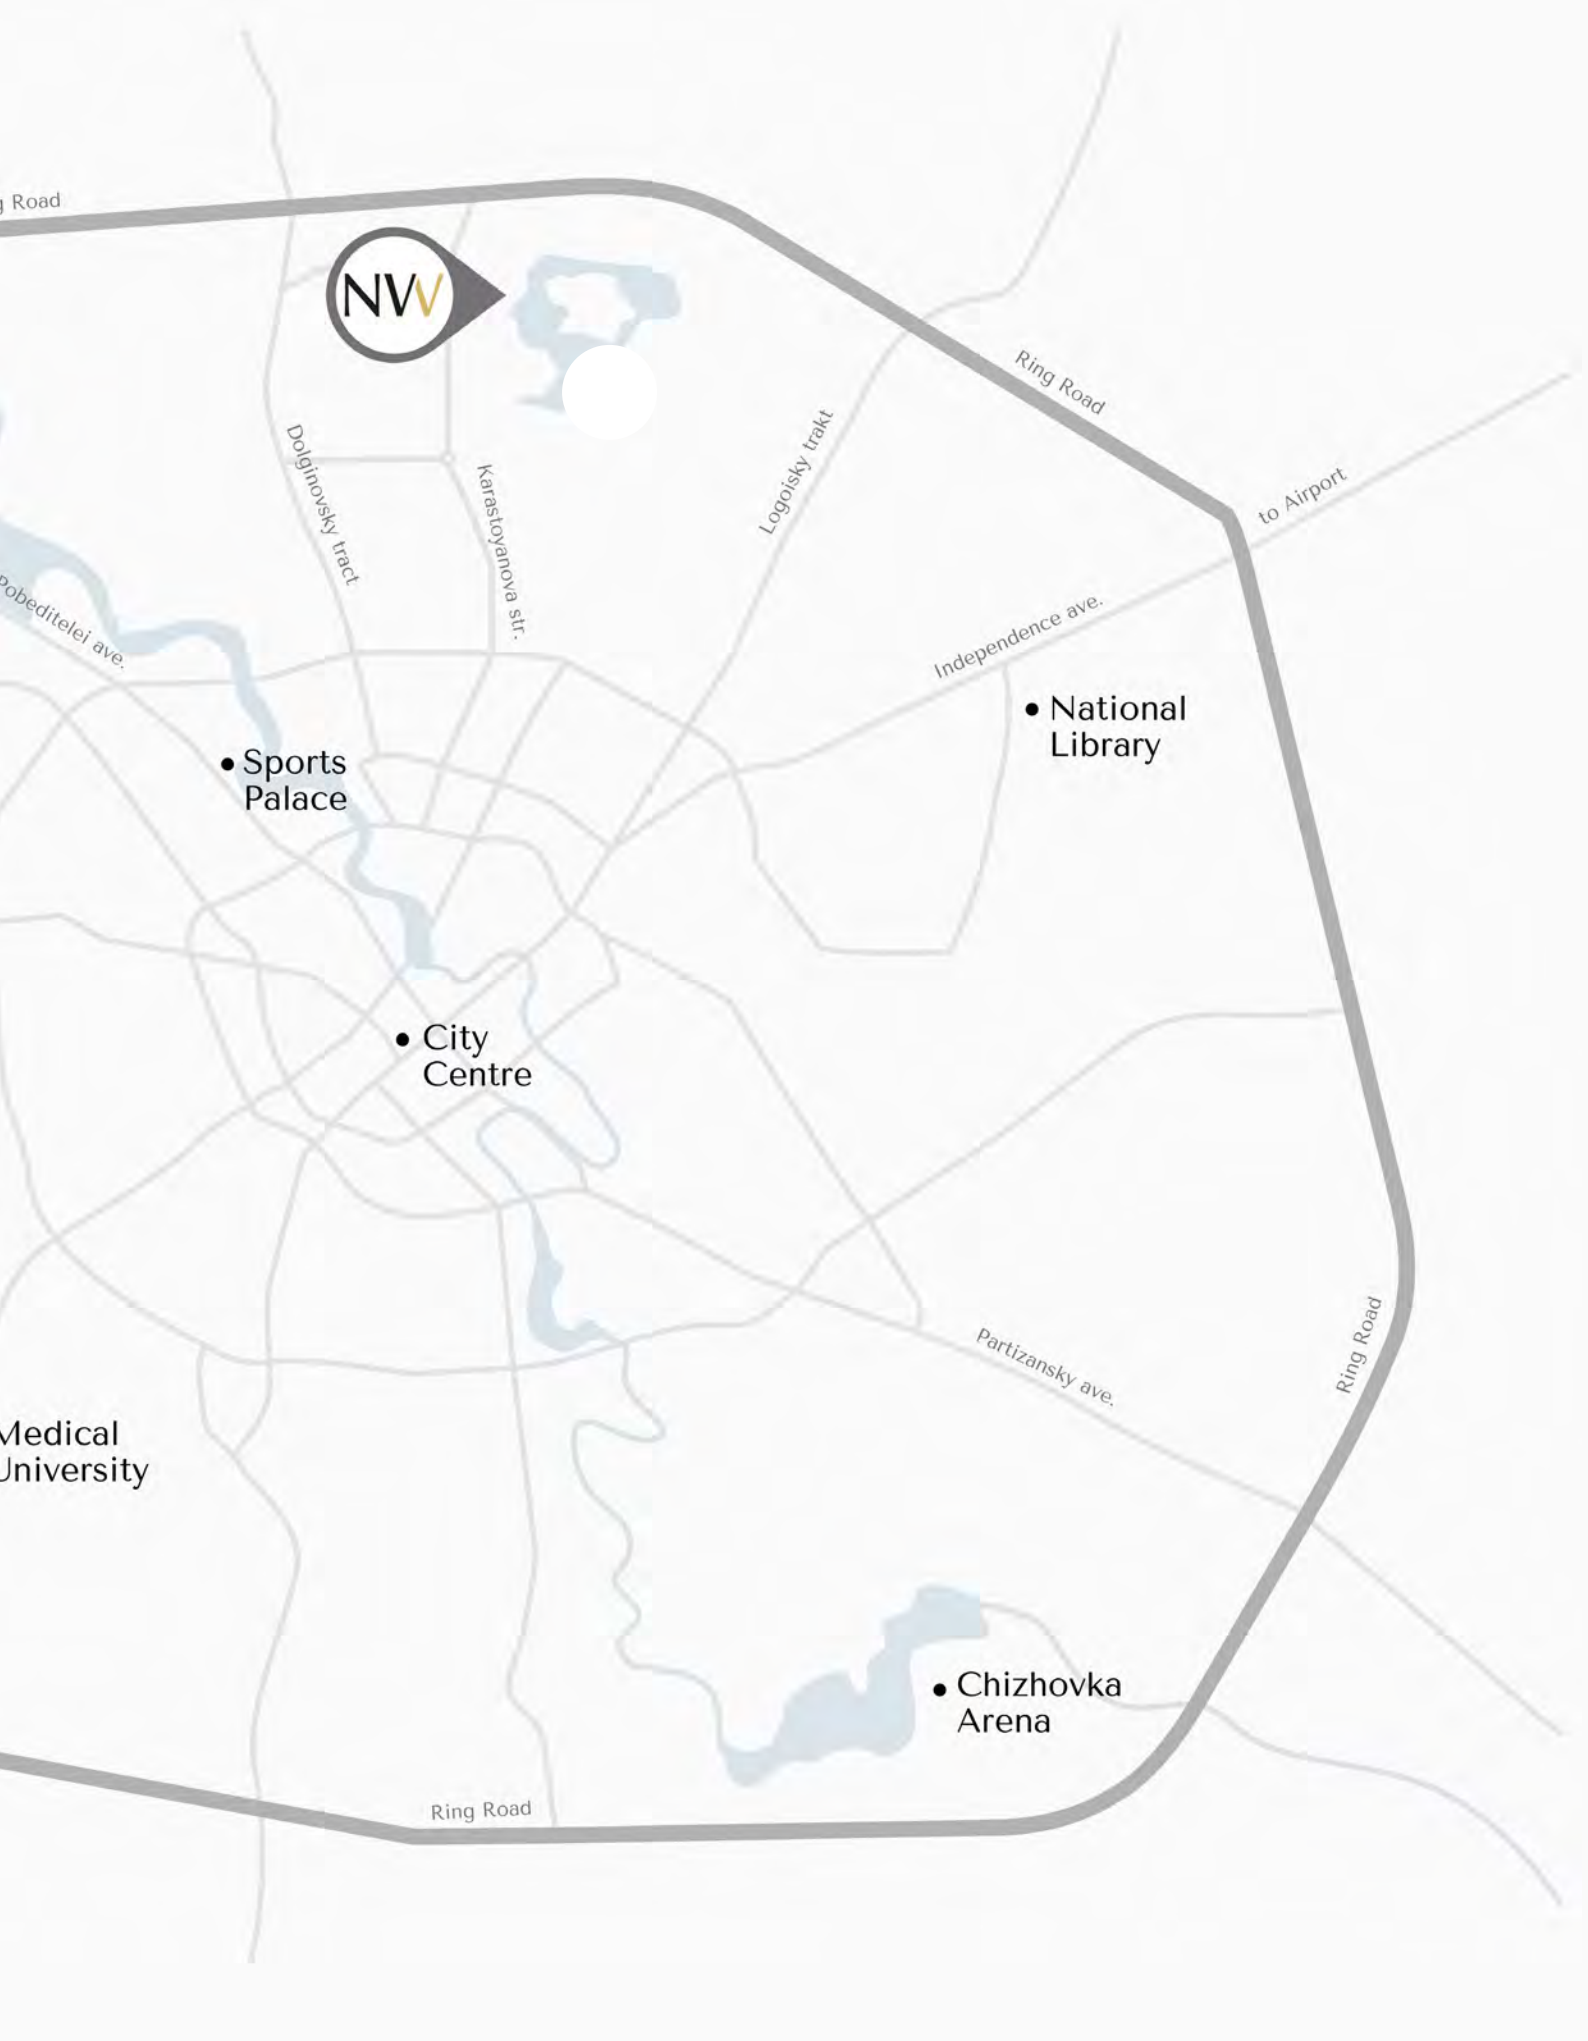 g Road
NW
Ring Road
to Airport
Dolginovsky tract
Karastoyanova str.
Logoisky trakt
Pobeditelei ave.
Independence ave.
National
Library
Sports
Palace
City
Centre
Ring Road
Partizansky ave.
Medical
University
Chizhovka
Arena
Ring Road